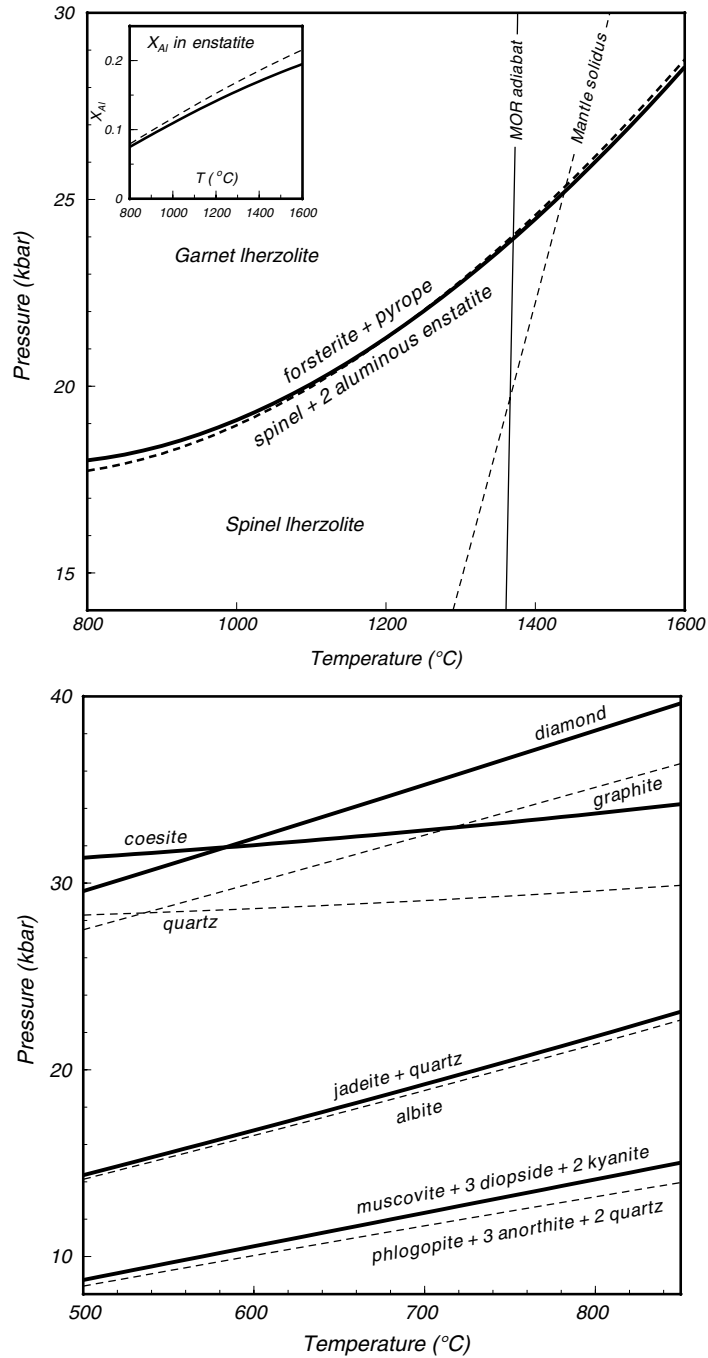 30
X_Al in enstatite
0.2
X_Al
0.1
0
T (°C)
800 1000 1200 1400 1600
MOR adiabat
Mantle solidus
25
Garnet lherzolite
Pressure (kbar)
forsterite + pyrope
20
spinel + 2 aluminous enstatite
Spinel lherzolite
15
800 1000 1200 1400 1600
Temperature (°C)
40
diamond
graphite
coesite
30
quartz
Pressure (kbar)
20
jadeite + quartz
albite
muscovite + 3 diopside + 2 kyanite
10
phlogopite + 3 anorthite + 2 quartz
500 600 700 800
Temperature (°C)